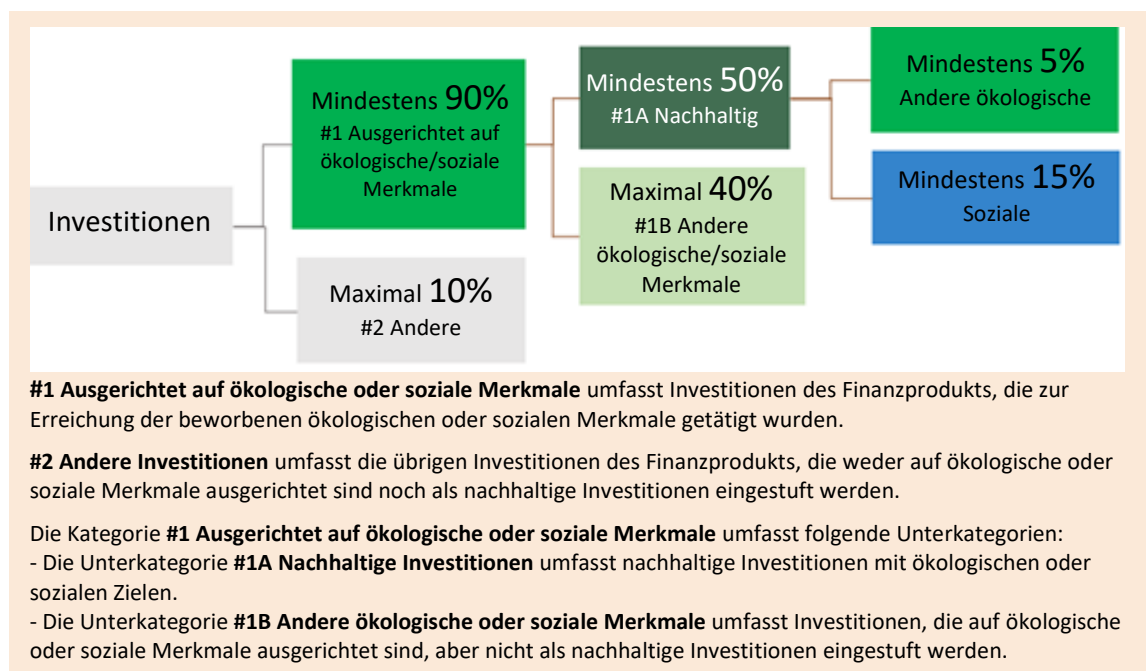 Investitionen
Mindestens 90%
#1 Ausgerichtet auf
ökologische/soziale
Merkmale
Maximal 10%
#2 Andere
Mindestens 50%
#1A Nachhaltig
Maximal 40%
#1B Andere
ökologische/soziale
Merkmale
Mindestens 5%
Andere ökologische
Mindestens 15%
Soziale
#1 Ausgerichtet auf ökologische oder soziale Merkmale umfasst Investitionen des Finanzprodukts, die zur
Erreichung der beworbenen ökologischen oder sozialen Merkmale getätigt wurden.
#2 Andere Investitionen umfasst die übrigen Investitionen des Finanzprodukts, die weder auf ökologische oder
soziale Merkmale ausgerichtet sind noch als nachhaltige Investitionen eingestuft werden.
Die Kategorie #1 Ausgerichtet auf ökologische oder soziale Merkmale umfasst folgende Unterkategorien:
- Die Unterkategorie #1A Nachhaltige Investitionen umfasst nachhaltige Investitionen mit ökologischen oder
sozialen Zielen.
- Die Unterkategorie #1B Andere ökologische oder soziale Merkmale umfasst Investitionen, die auf ökologische
oder soziale Merkmale ausgerichtet sind, aber nicht als nachhaltige Investitionen eingestuft werden.